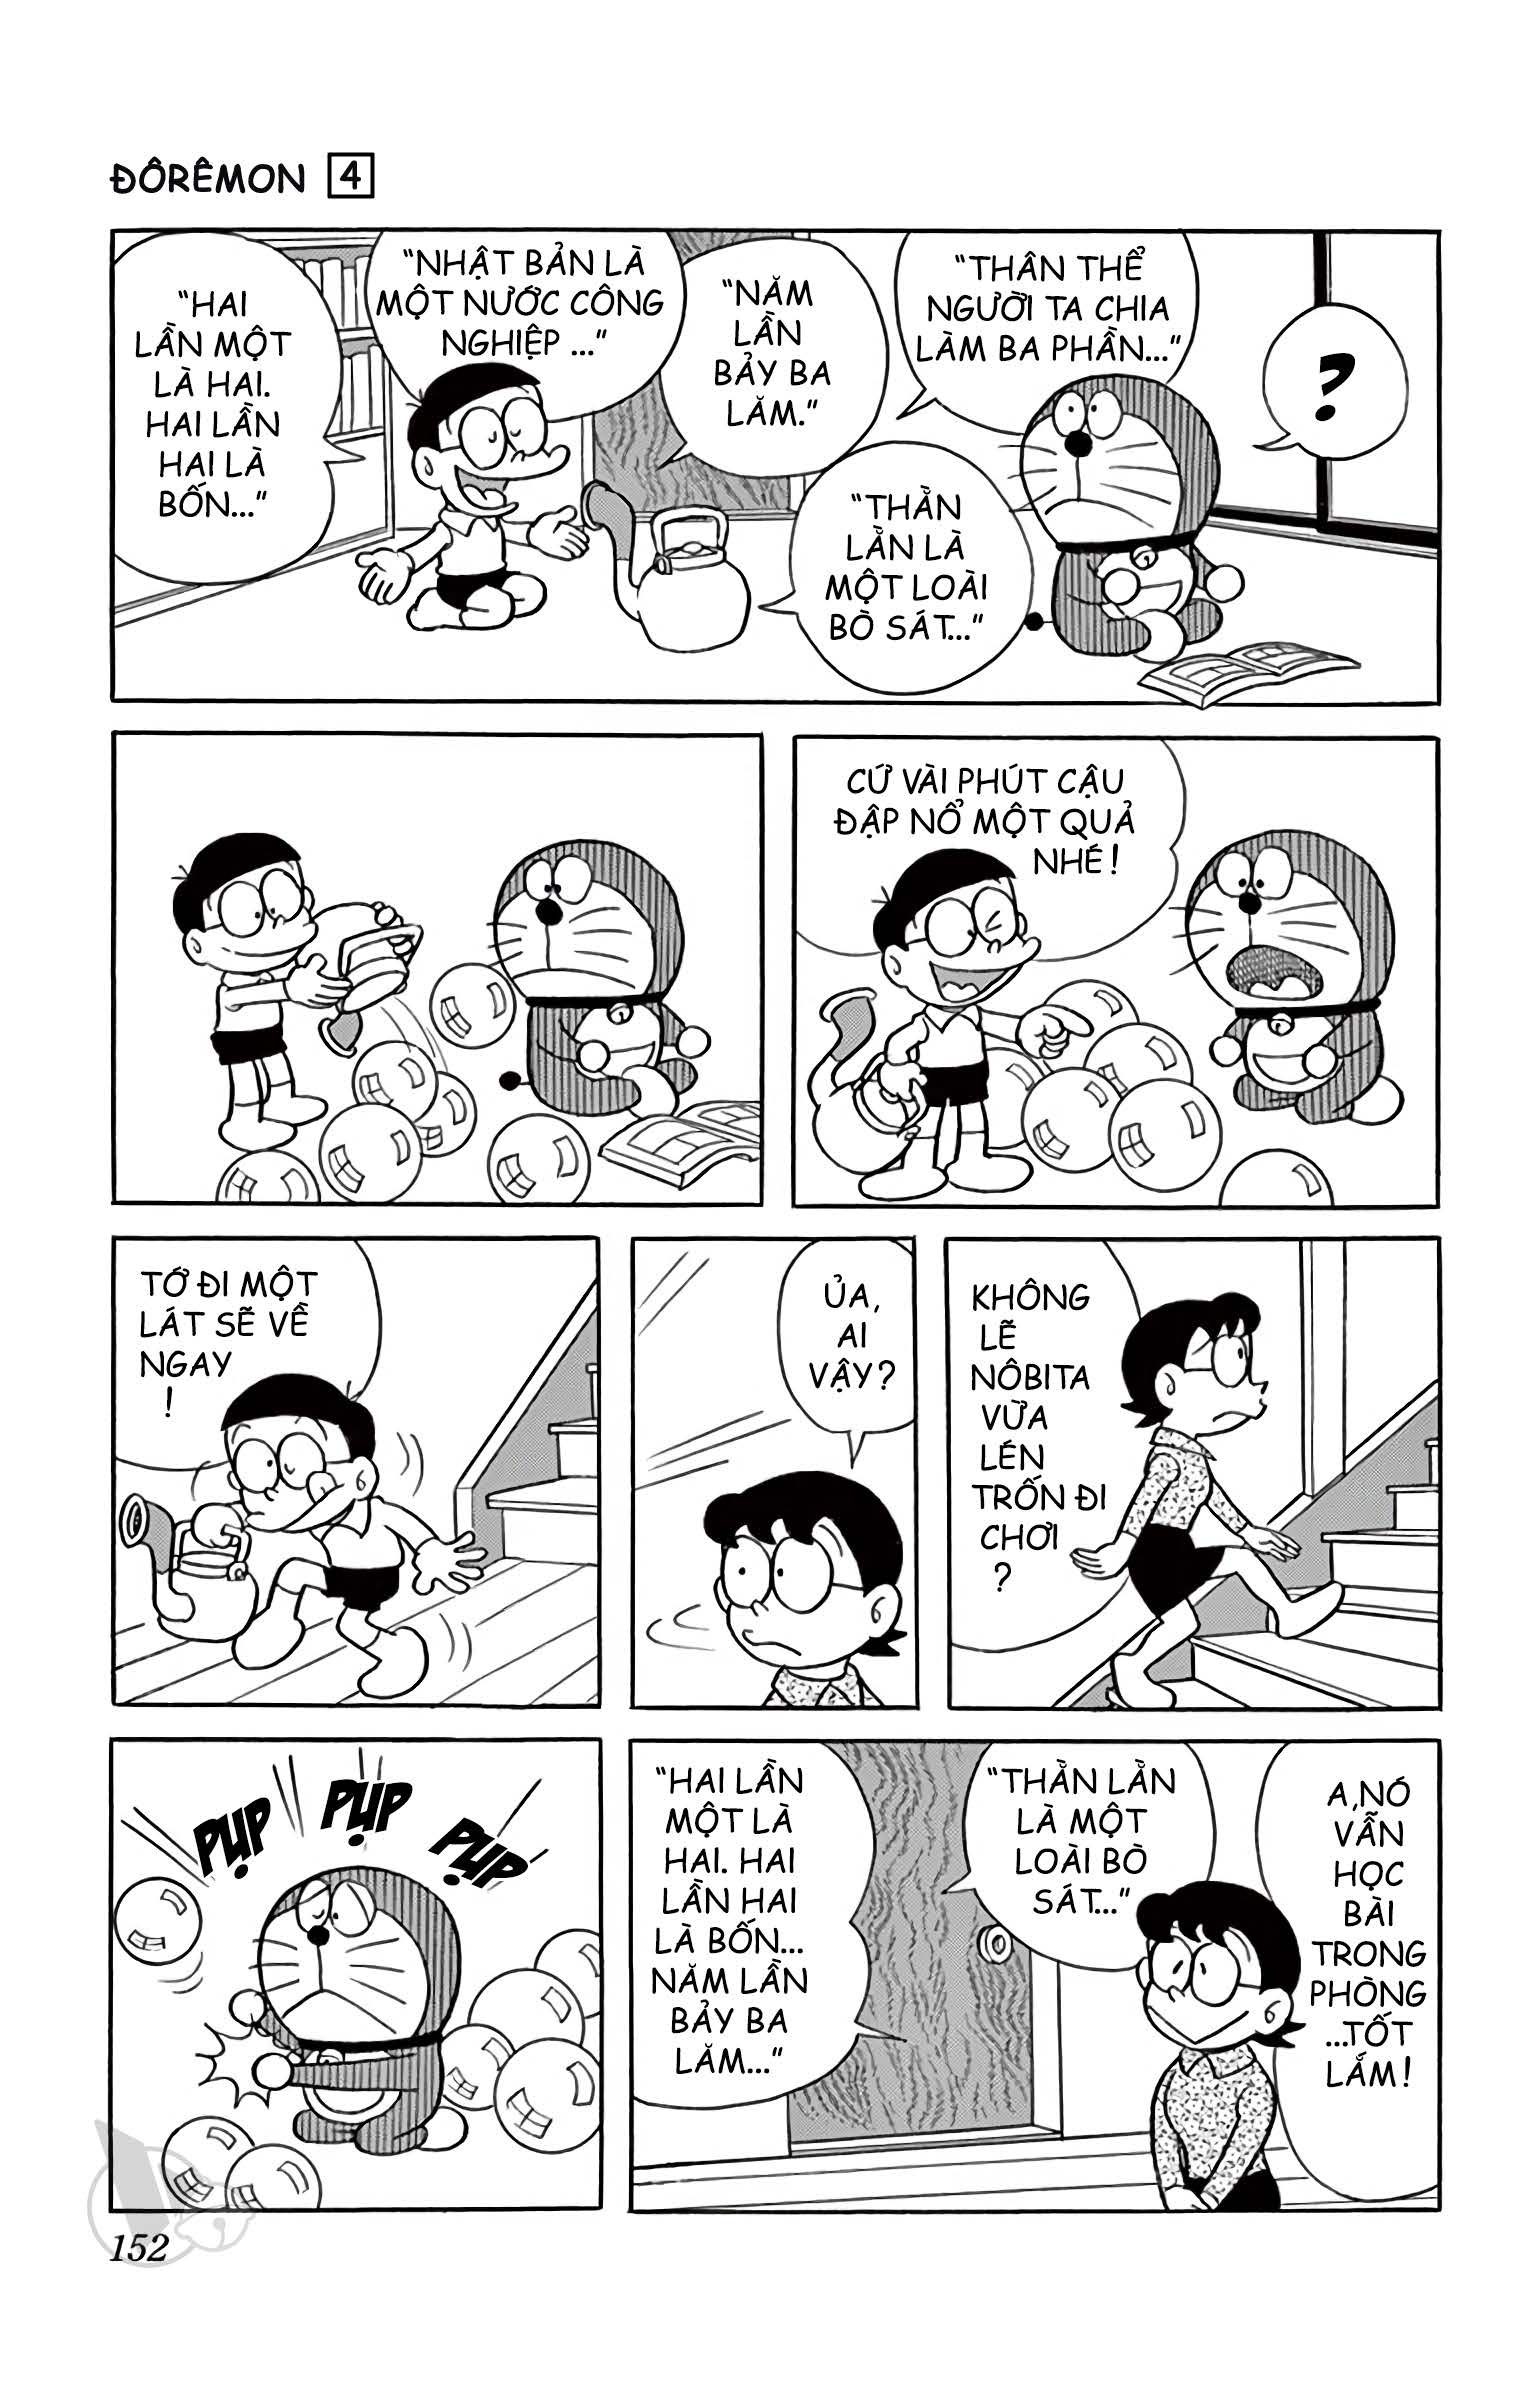 ĐÔRÊMON 4
"HAI
LẦN MỘT
LÀ HAI.
HAI LẦN
HAI LÀ
BỐN..."
"NHẬT BẢN LÀ
MỘT NƯỚC CÔNG
NGHIỆP ..."
"NĂM
LẦN
BẢY BA
LĂM."
"THÂN THỂ
NGƯỜI TA CHIA
LÀM BA PHẦN..."
"THẰN
LẰN LÀ
MỘT LOÀI
BÒ SÁT..."
?
CỨ VÀI PHÚT CẬU
ĐẬP NỔ MỘT QUẢ
NHÉ!
TỚ ĐI MỘT
LÁT SẼ VỀ
NGAY
!
ỦA,
AI
VẬY?
KHÔNG
LẼ
NÔBITA
VỪA
LÉN
TRỐN ĐI
CHƠI
?
PỤP
PỤP
PỤP
"HAI LẦN
MỘT LÀ
HAI. HAI
LẦN HAI
LÀ BỐN...
NĂM LẦN
BẢY BA
LĂM..."
"THẰN LẰN
LÀ MỘT
LOÀI BÒ
SÁT..."
A,NÓ
VẪN
HỌC
BÀI
TRONG
PHÒNG
...TỐT
LẮM!
152